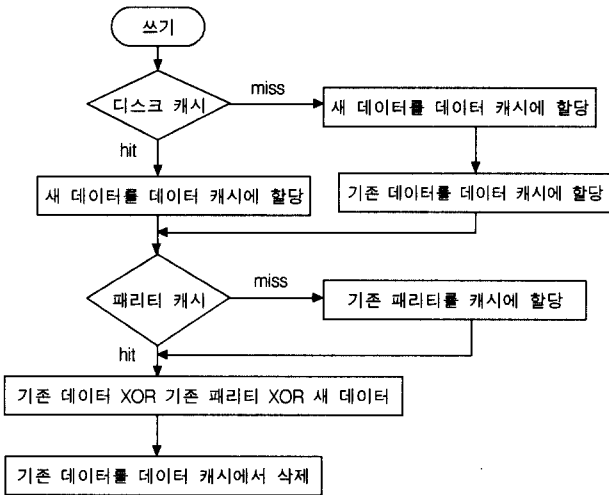 쓰기
디스크 캐시
miss
새 데이터를 데이터 캐시에 할당
hit
새 데이터를 데이터 캐시에 할당
기존 데이터를 데이터 캐시에 할당
패리티 캐시
miss
기존 패리티를 캐시에 할당
hit
기존 데이터 XOR 기존 패리티 XOR 새 데이터
기존 데이터를 데이터 캐시에서 삭제